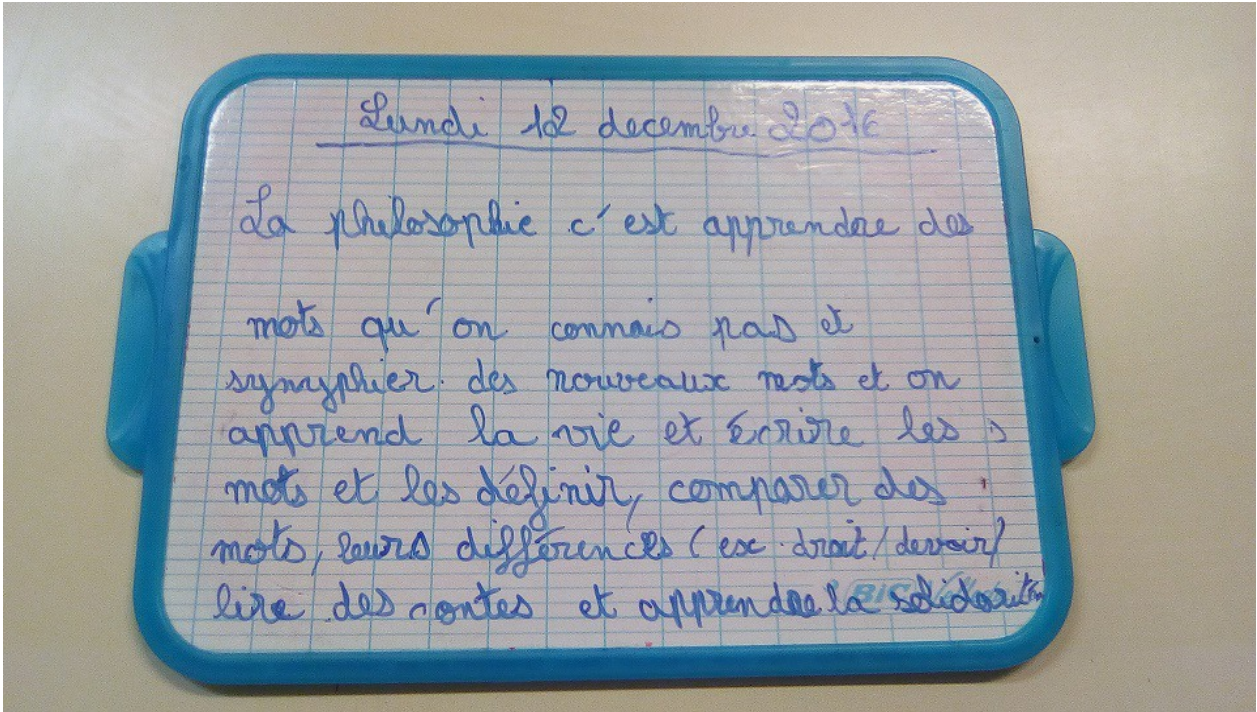 Lundi 12 decembre 2016
La philosophie c'est apprendre des
mots qu'on connais pas et
synyphier des nouveaux mots et on
apprend la vie et écrire les
mots et les définir, comparer des
mots, leurs différences (ex. droit/devoir)
lire des contes et apprendre la solidarité